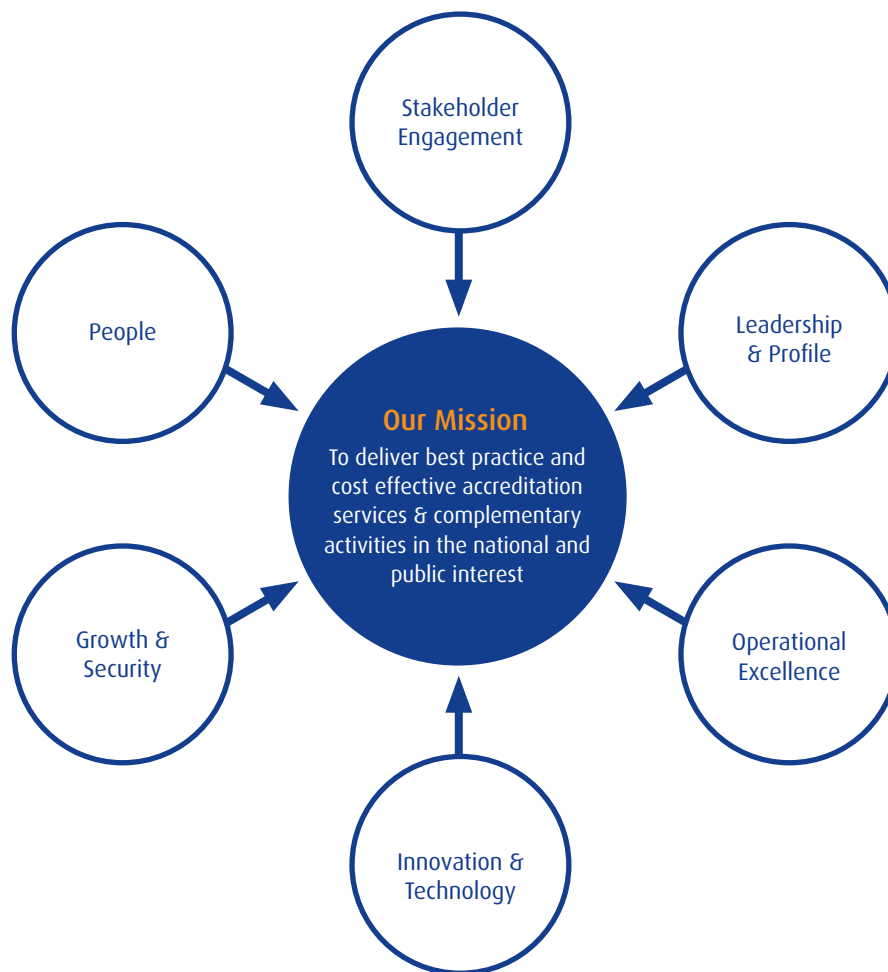 Stakeholder
Engagement
People
Leadership
& Profile
Our Mission
To deliver best practice and
cost effective accreditation
services & complementary
activities in the national and
public interest
Growth &
Security
Operational
Excellence
Innovation &
Technology